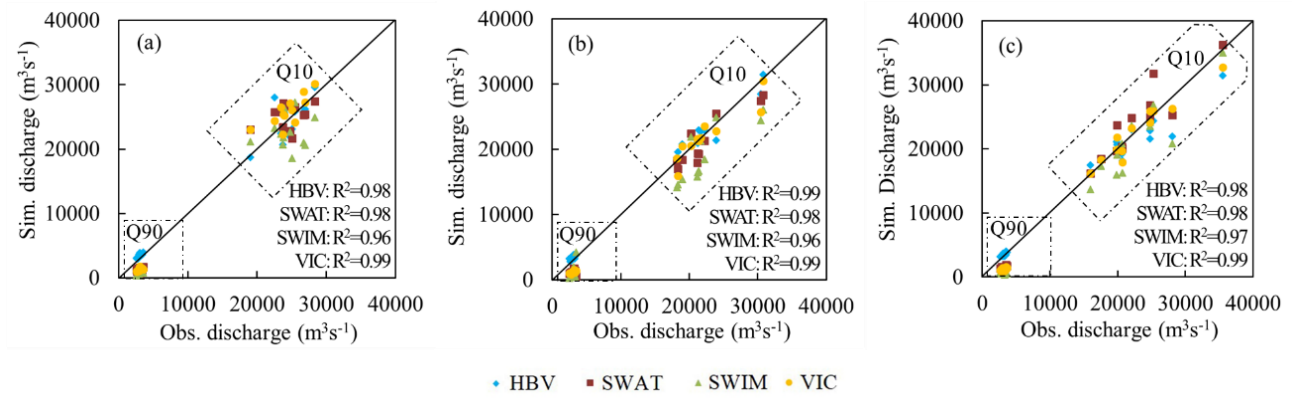 (a)
Sim. discharge (m³s⁻¹)
40000
30000
20000
10000
0
Q10
Q90
HBV: R²=0.98
SWAT: R²=0.98
SWIM: R²=0.96
VIC: R²=0.99
0 10000 20000 30000 40000
Obs. discharge (m³s⁻¹)
(b)
Sim. discharge (m³s⁻¹)
40000
30000
20000
10000
0
Q10
Q90
HBV: R²=0.99
SWAT: R²=0.98
SWIM: R²=0.96
VIC: R²=0.99
0 10000 20000 30000 40000
Obs. discharge (m³s⁻¹)
(c)
Sim. Discharge (m³s⁻¹)
40000
30000
20000
10000
0
Q10
Q90
HBV: R²=0.98
SWAT: R²=0.98
SWIM: R²=0.97
VIC: R²=0.99
0 10000 20000 30000 40000
Obs. discharge (m³s⁻¹)
HBV SWAT SWIM VIC